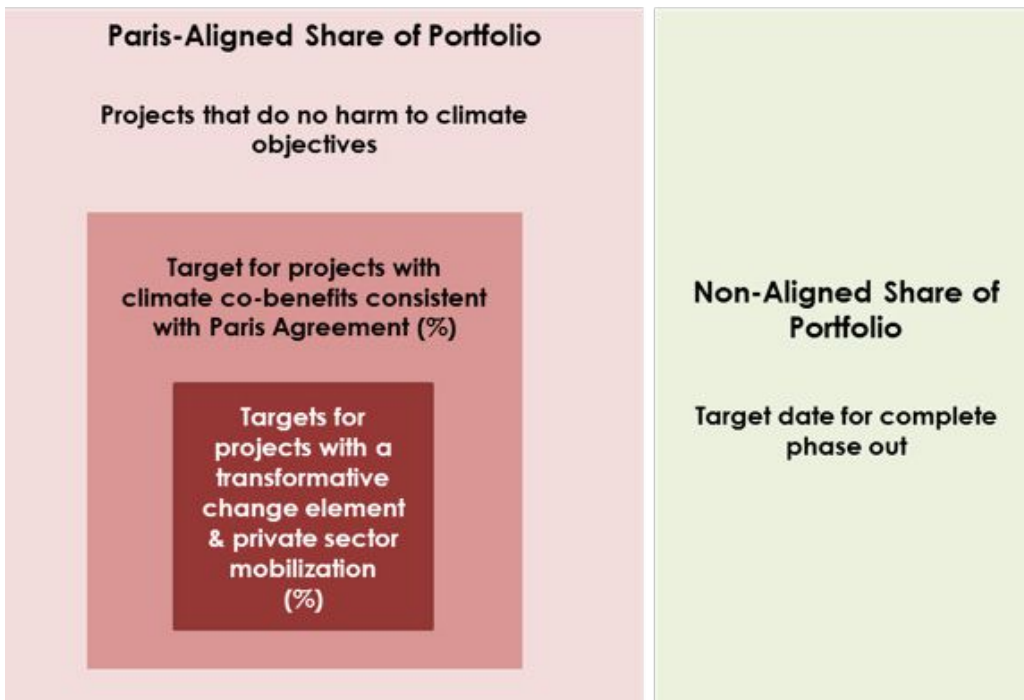 Paris-Aligned Share of Portfolio
Projects that do no harm to climate
objectives
Target for projects with
climate co-benefits consistent
with Paris Agreement (%)
Targets for
projects with a
transformative
change element
& private sector
mobilization
(%)
Non-Aligned Share of
Portfolio
Target date for complete
phase out